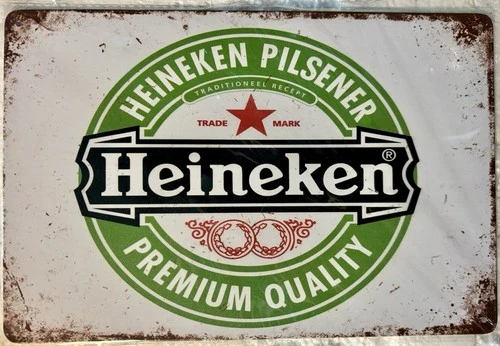 HEINEKEN PILSENER
TRADITIONEEL RECEPT
TRADE MARK
Heineken®
PREMIUM QUALITY